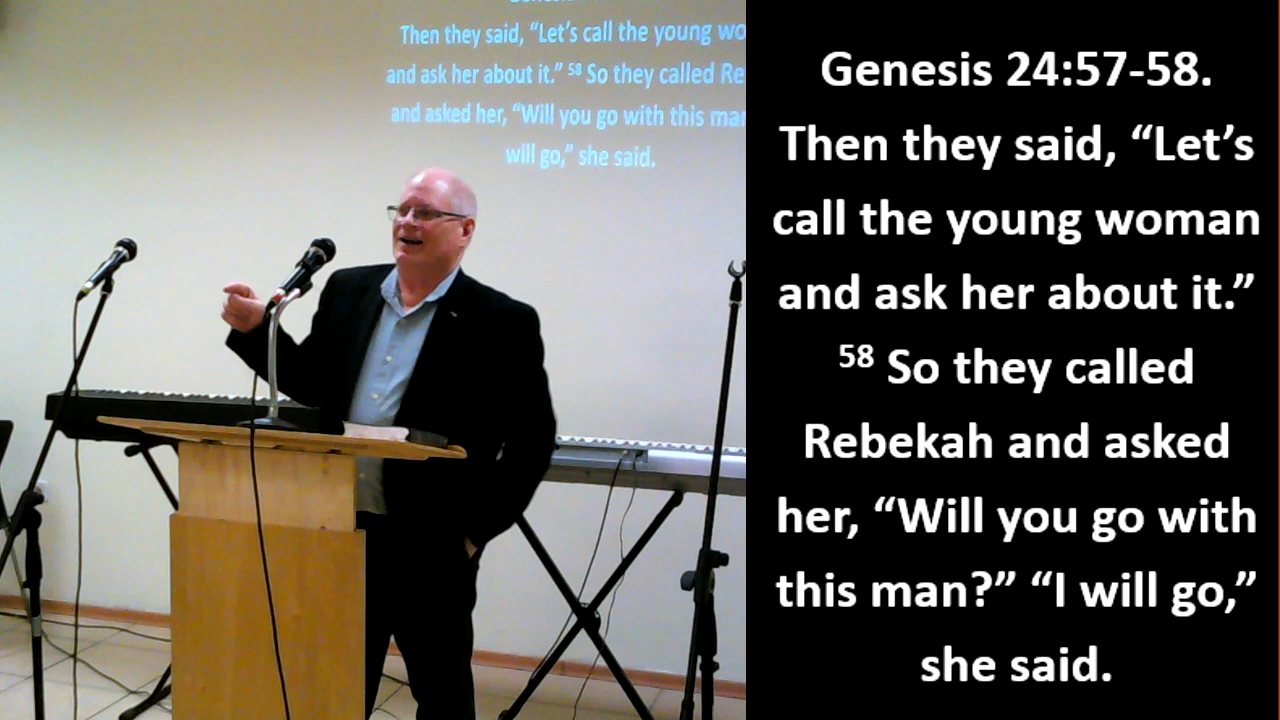 Then they said, “Let’s call the young wo
and ask her about it.” 58 So they called Re
and asked her, “Will you go with this man
will go,” she said.
Genesis 24:57-58.
Then they said, “Let’s
call the young woman
and ask her about it.”
58 So they called
Rebekah and asked
her, “Will you go with
this man?” “I will go,”
she said.